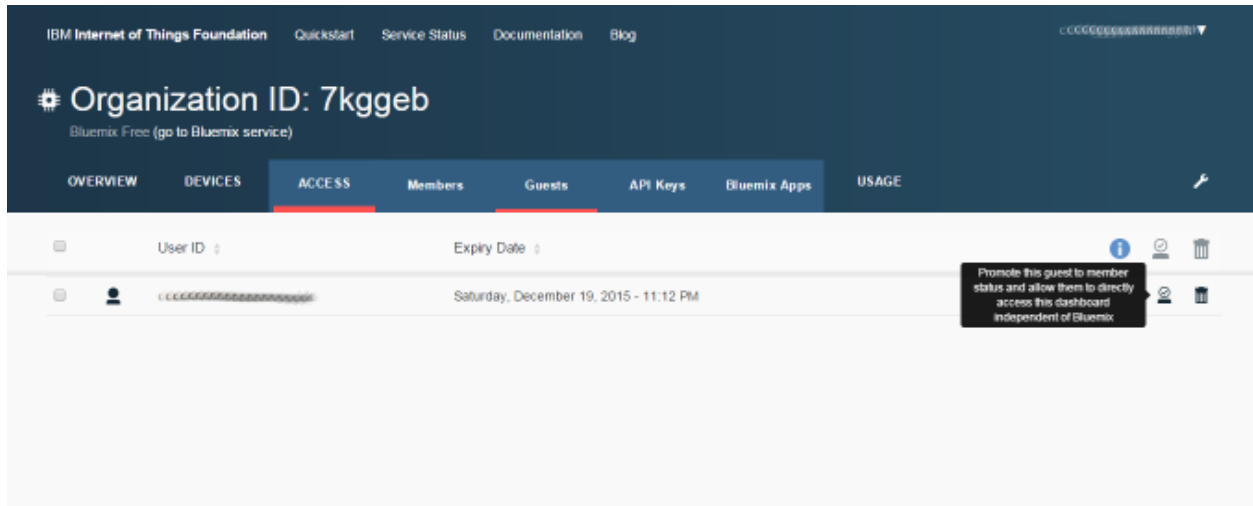 IBM Internet of Things Foundation Quickstart Service Status Documentation Blog
Organization ID: 7kggeb
Bluemix Free (go to Bluemix service)
OVERVIEW DEVICES ACCESS Members Guests API Keys Bluemix Apps USAGE
User ID Expiry Date
Saturday, December 19, 2015 - 11:12 PM
Promote this guest to member
status and allow them to directly
access this dashboard
independent of Bluemix